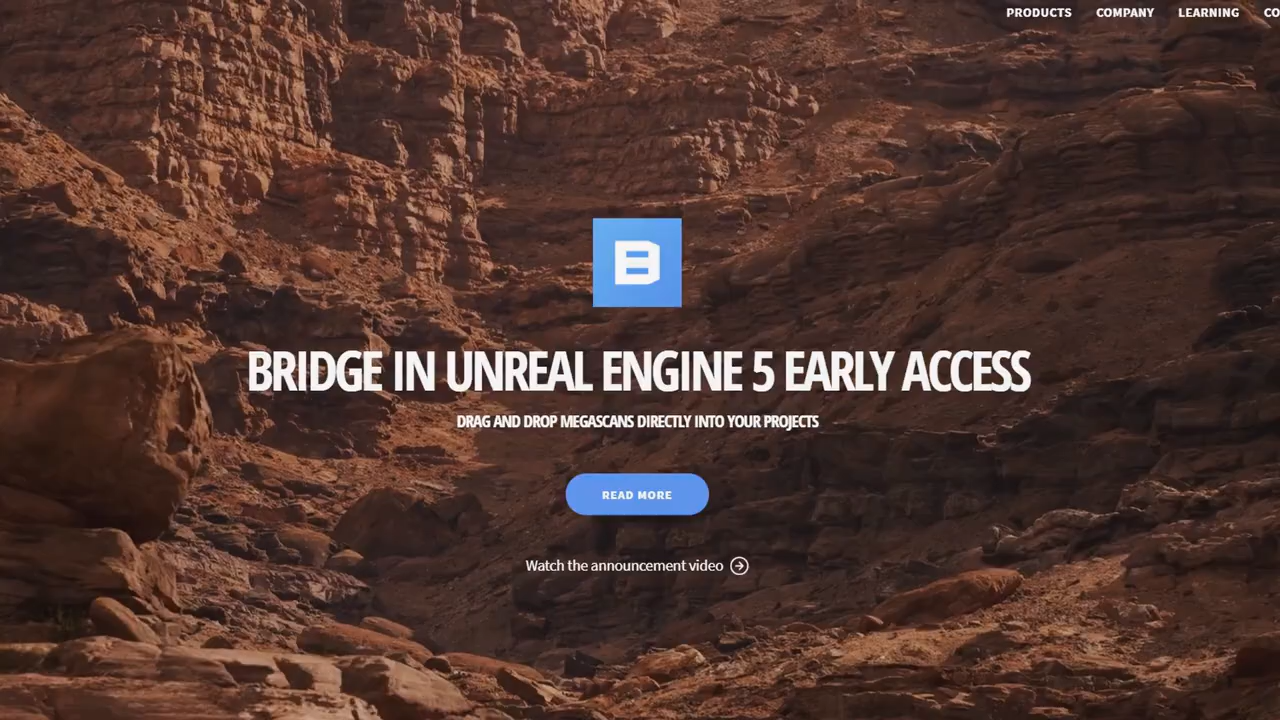 PRODUCTS COMPANY LEARNING CO
B
BRIDGE IN UNREAL ENGINE 5 EARLY ACCESS
DRAG AND DROP MEGASCANS DIRECTLY INTO YOUR PROJECTS
READ MORE
Watch the announcement video